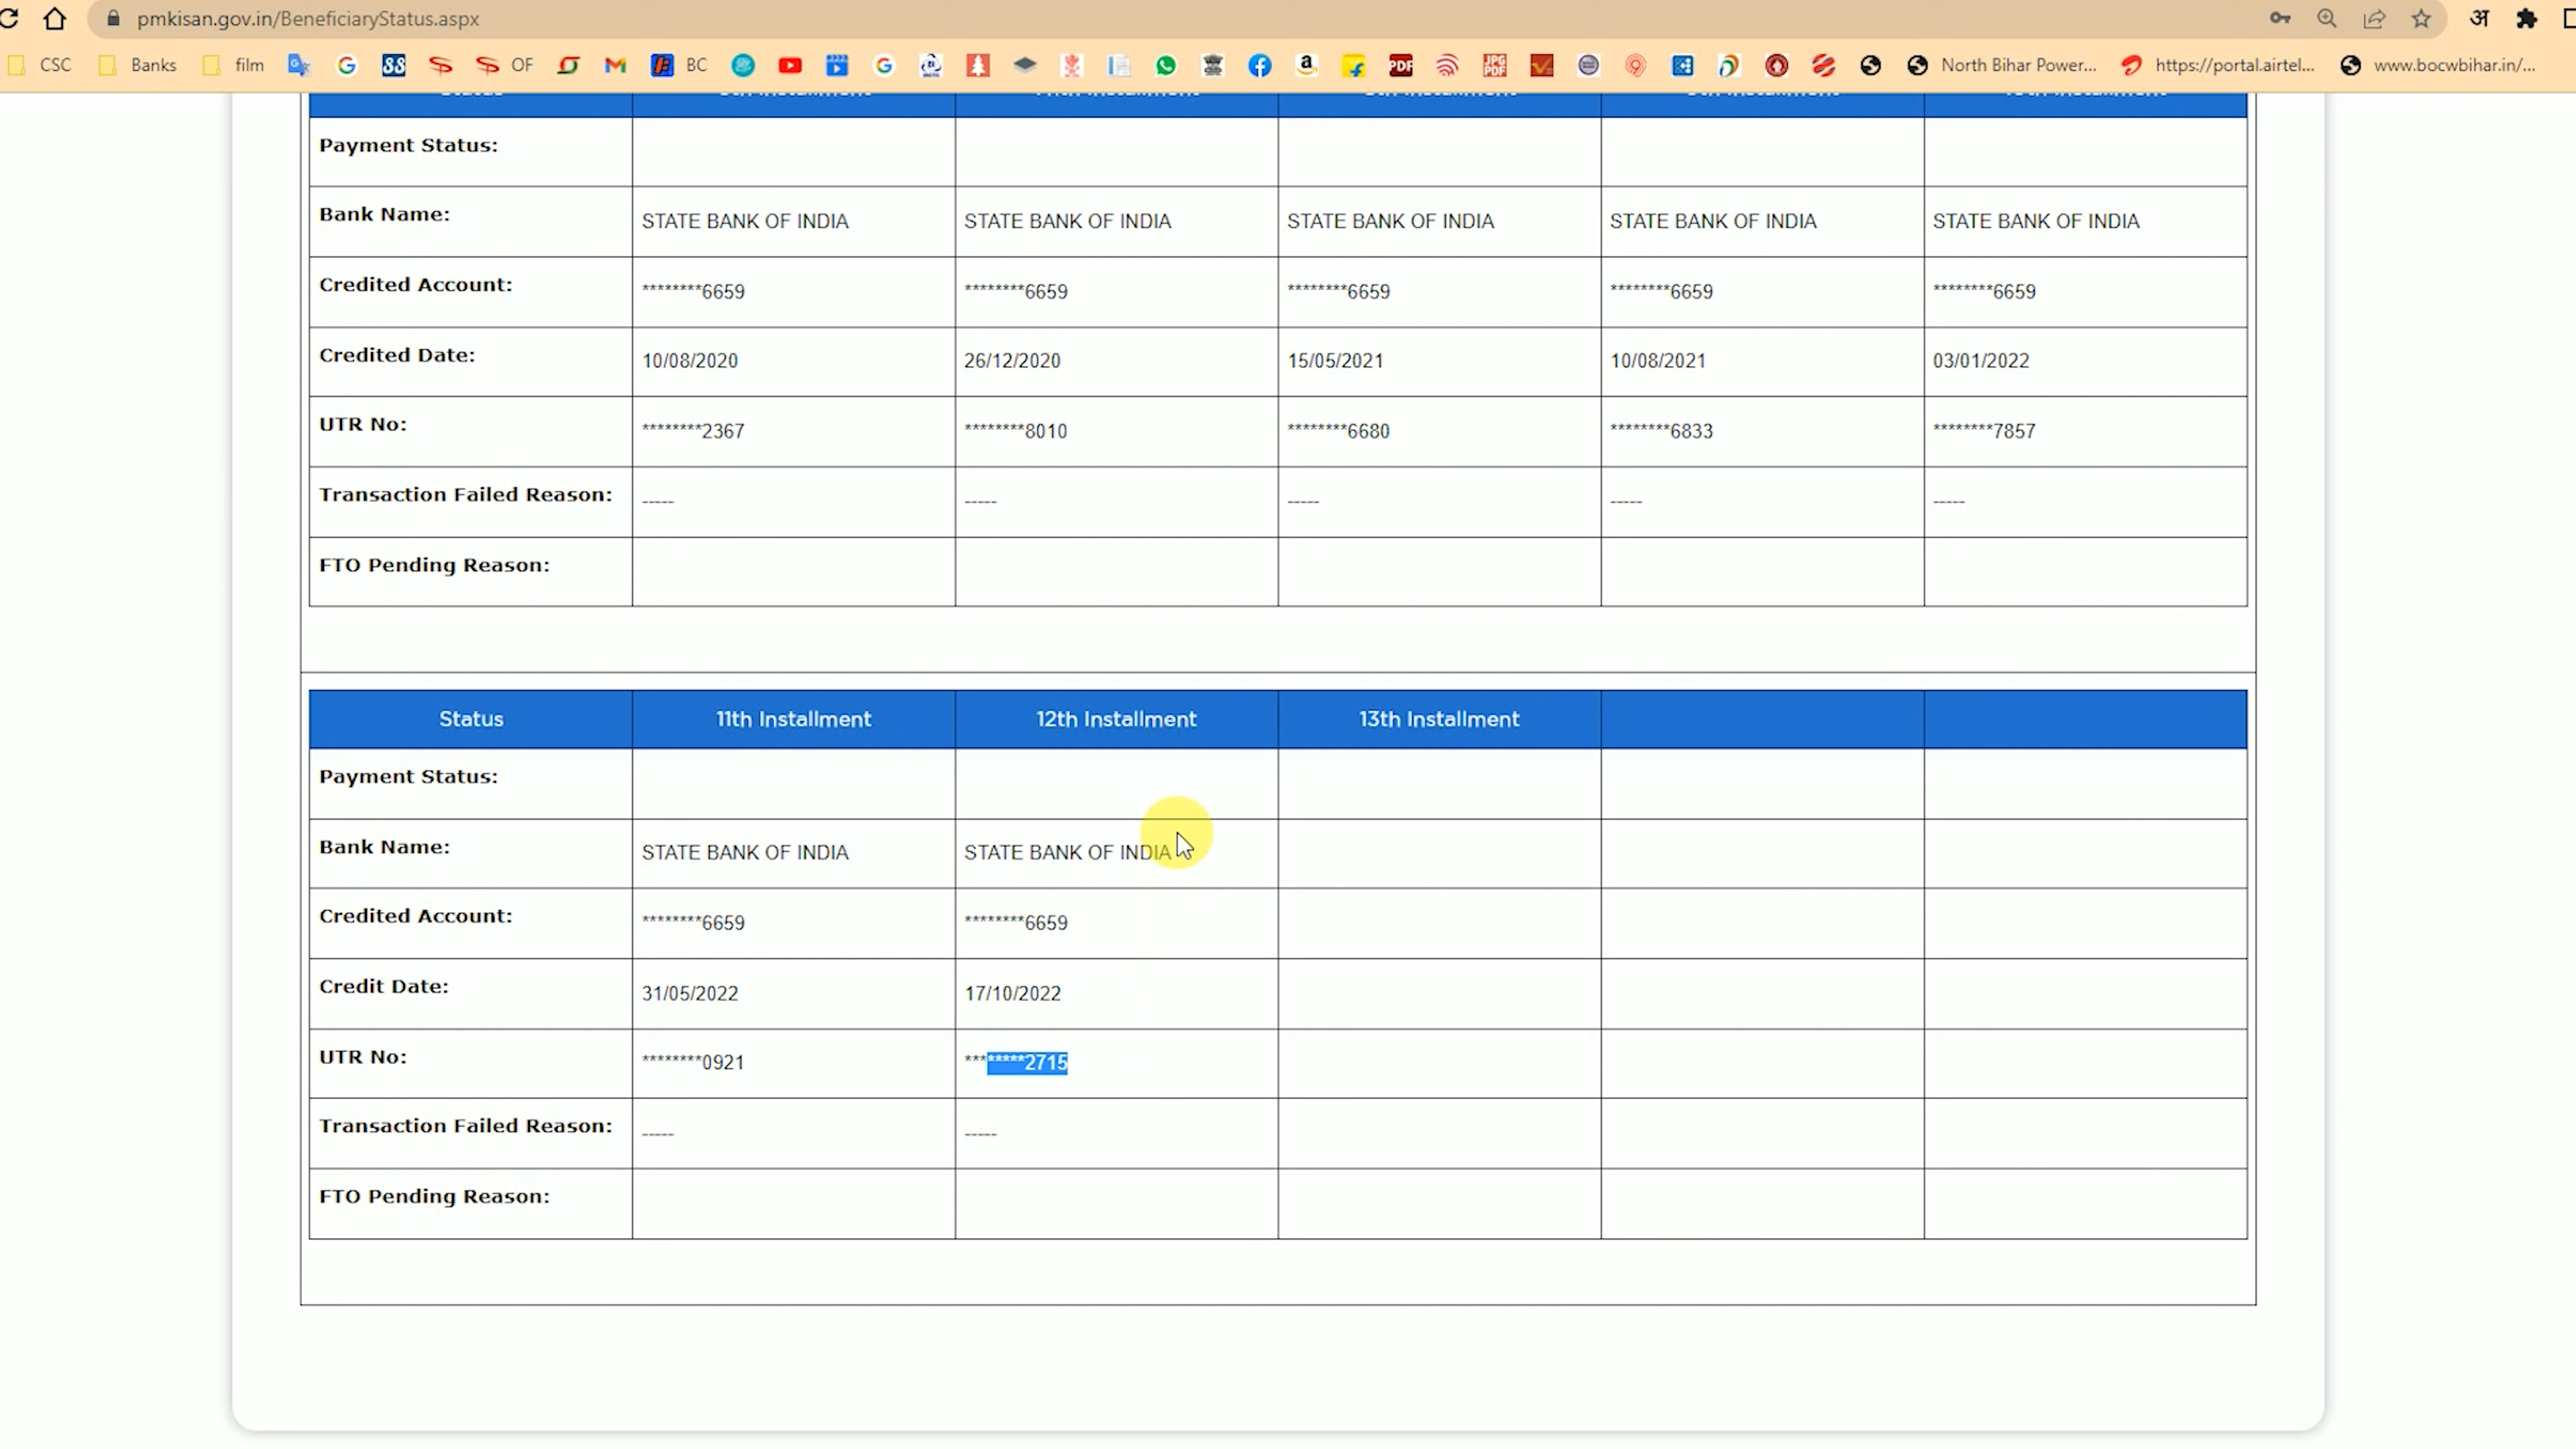 pmkisan.gov.in/BeneficiaryStatus.aspx अ
CSC Banks film SS OF BC PDF JPG PDF North Bihar Power... https://portal.airtel... www.bocwbihar.in/...
Payment Status:
Bank Name: STATE BANK OF INDIA STATE BANK OF INDIA STATE BANK OF INDIA STATE BANK OF INDIA STATE BANK OF INDIA
Credited Account: ********6659 ********6659 ********6659 ********6659 ********6659
Credited Date: 10/08/2020 26/12/2020 15/05/2021 10/08/2021 03/01/2022
UTR No: ********2367 ********8010 ********6680 ********6833 ********7857
Transaction Failed Reason: ----- ----- ----- ----- -----
FTO Pending Reason:
Status 11th Installment 12th Installment 13th Installment
Payment Status:
Bank Name: STATE BANK OF INDIA STATE BANK OF INDIA
Credited Account: ********6659 ********6659
Credit Date: 31/05/2022 17/10/2022
UTR No: ********0921 ********2715
Transaction Failed Reason: ----- -----
FTO Pending Reason: